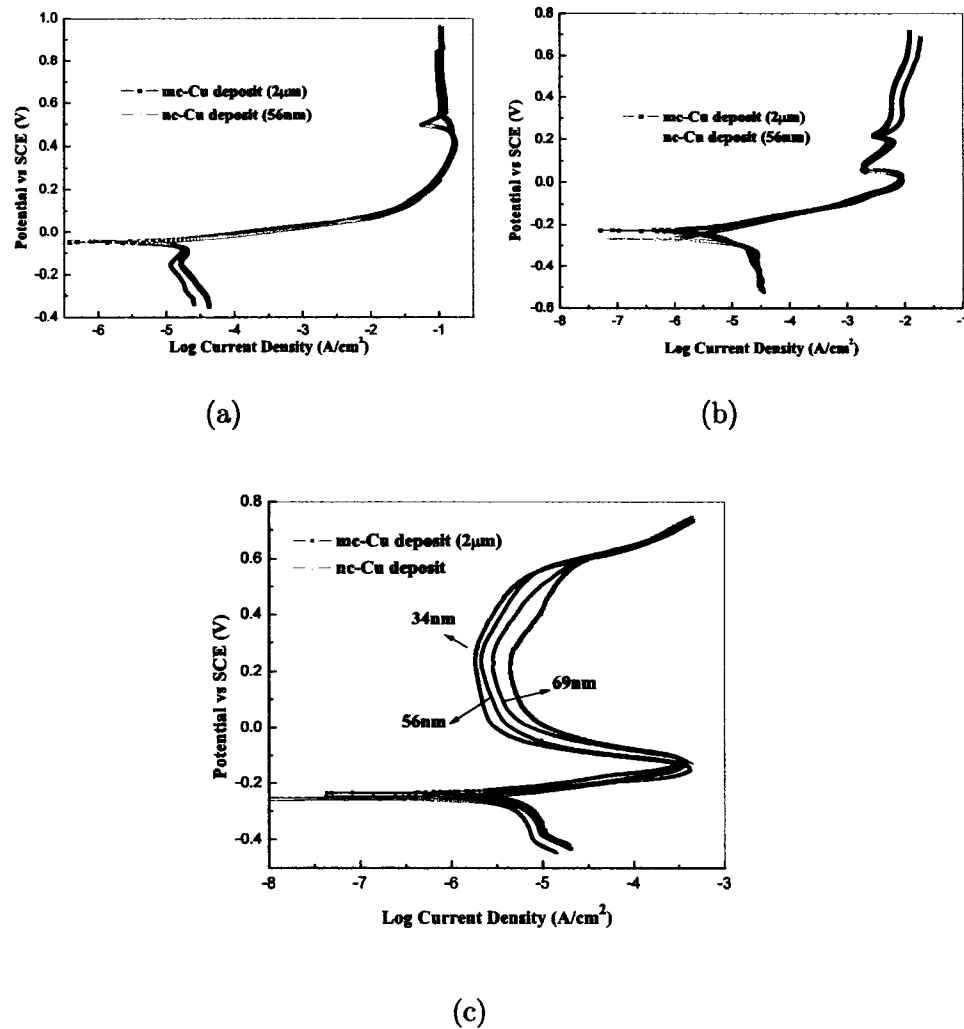 1.0
0.8
0.6
0.4
0.2
0.0
-0.2
-0.4
Potential vs SCE (V)
mc-Cu deposit (2μm)
nc-Cu deposit (56nm)
-6
-5
-4
-3
-2
-1
Log Current Density (A/cm²)
(a)
0.8
0.6
0.4
0.2
0.0
-0.2
-0.4
-0.6
Potential vs SCE (V)
mc-Cu deposit (2μm)
nc-Cu deposit (56nm)
-8
-7
-6
-5
-4
-3
-2
-1
Log Current Density (A/cm²)
(b)
0.8
0.6
0.4
0.2
0.0
-0.2
-0.4
Potential vs SCE (V)
mc-Cu deposit (2μm)
nc-Cu deposit
34nm
69nm
56nm
-8
-7
-6
-5
-4
-3
Log Current Density (A/cm²)
(c)